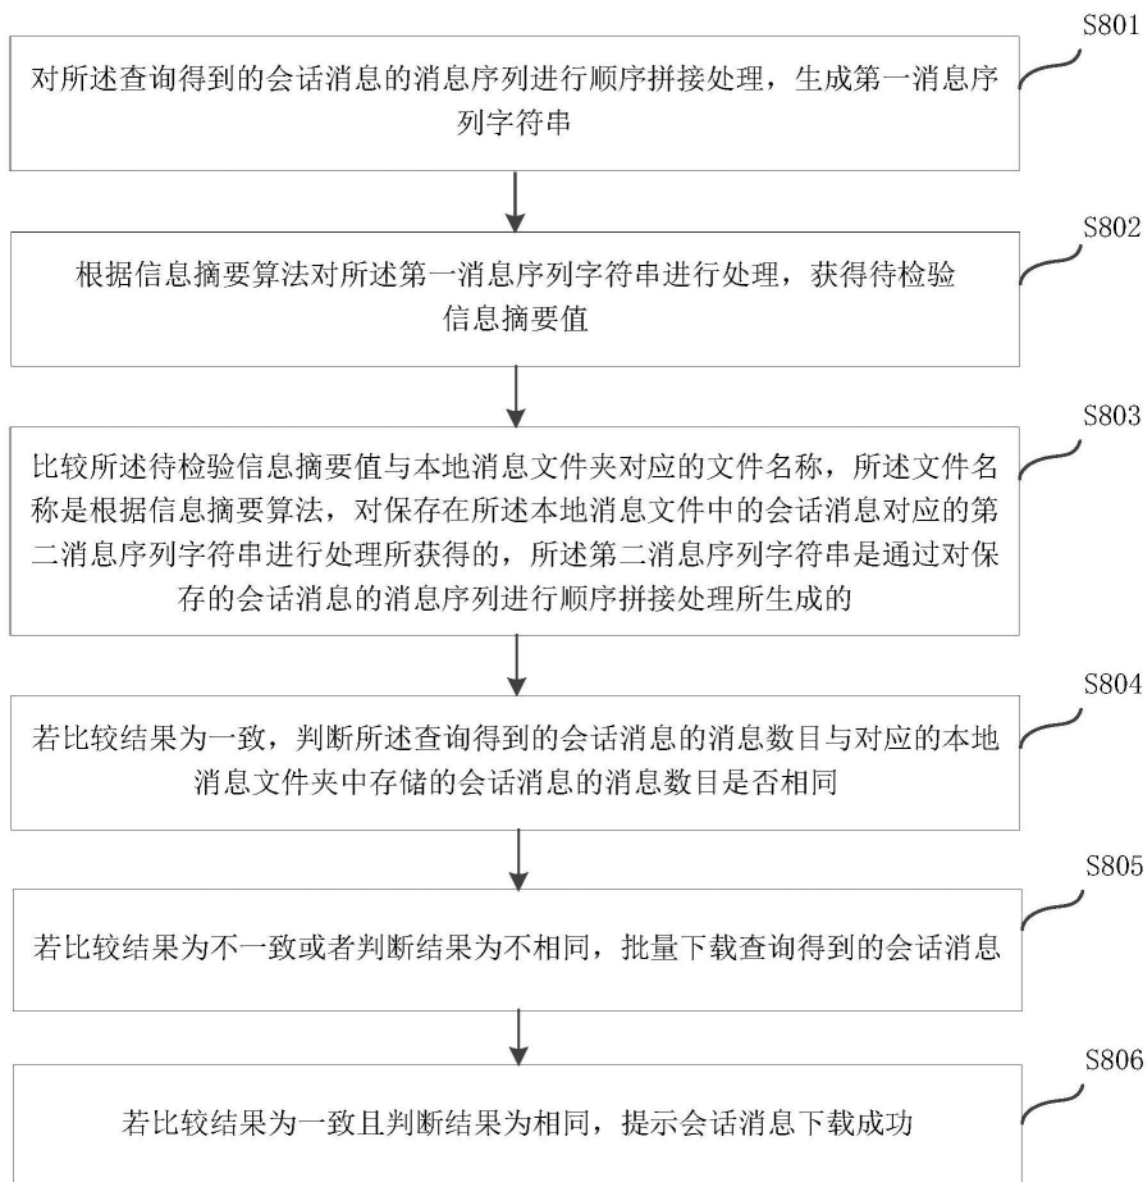 S801
对所述查询得到的会话消息的消息序列进行顺序拼接处理，生成第一消息序
列字符串
S802
根据信息摘要算法对所述第一消息序列字符串进行处理，获得待检验
信息摘要值
S803
比较所述待检验信息摘要值与本地消息文件夹对应的文件名称，所述文件名
称是根据信息摘要算法，对保存在所述本地消息文件中的会话消息对应的第
二消息序列字符串进行处理所获得的，所述第二消息序列字符串是通过对保
存的会话消息的消息序列进行顺序拼接处理所生成的
S804
若比较结果为一致，判断所述查询得到的会话消息的消息数目与对应的本地
消息文件夹中存储的会话消息的消息数目是否相同
S805
若比较结果为不一致或者判断结果为不相同，批量下载查询得到的会话消息
S806
若比较结果为一致且判断结果为相同，提示会话消息下载成功